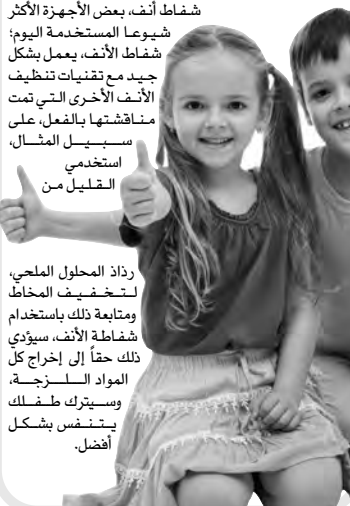 شفاط أنف، بعض الأجهزة الأكثر
شيوعا المستخدمة اليوم؛
شفاط الأنف، يعمل بشكل
جيد مع تقنيات تنظيف
الأنف الأخرى التي تمت
مناقشتها بالفعل، على
سبيل المثال،
استخدمي
القليل من
رذاذ المحلول الملحي،
لتخفيف المخاط
ومتابعة ذلك باستخدام
شفاطة الأنف، سيؤدي
ذلك حقاً إلى إخراج كل
المواد اللزجة،
وسيترك طفلك
يتنفس بشكل
أفضل.